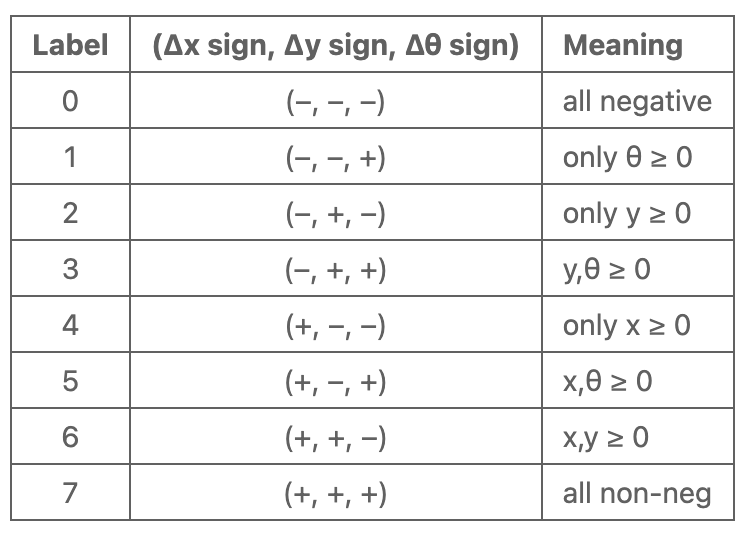 Label (Δx sign, Δy sign, Δθ sign) Meaning
0 (–, –, –) all negative
1 (–, –, +) only θ ≥ 0
2 (–, +, –) only y ≥ 0
3 (–, +, +) y,θ ≥ 0
4 (+, –, –) only x ≥ 0
5 (+, –, +) x,θ ≥ 0
6 (+, +, –) x,y ≥ 0
7 (+, +, +) all non-neg